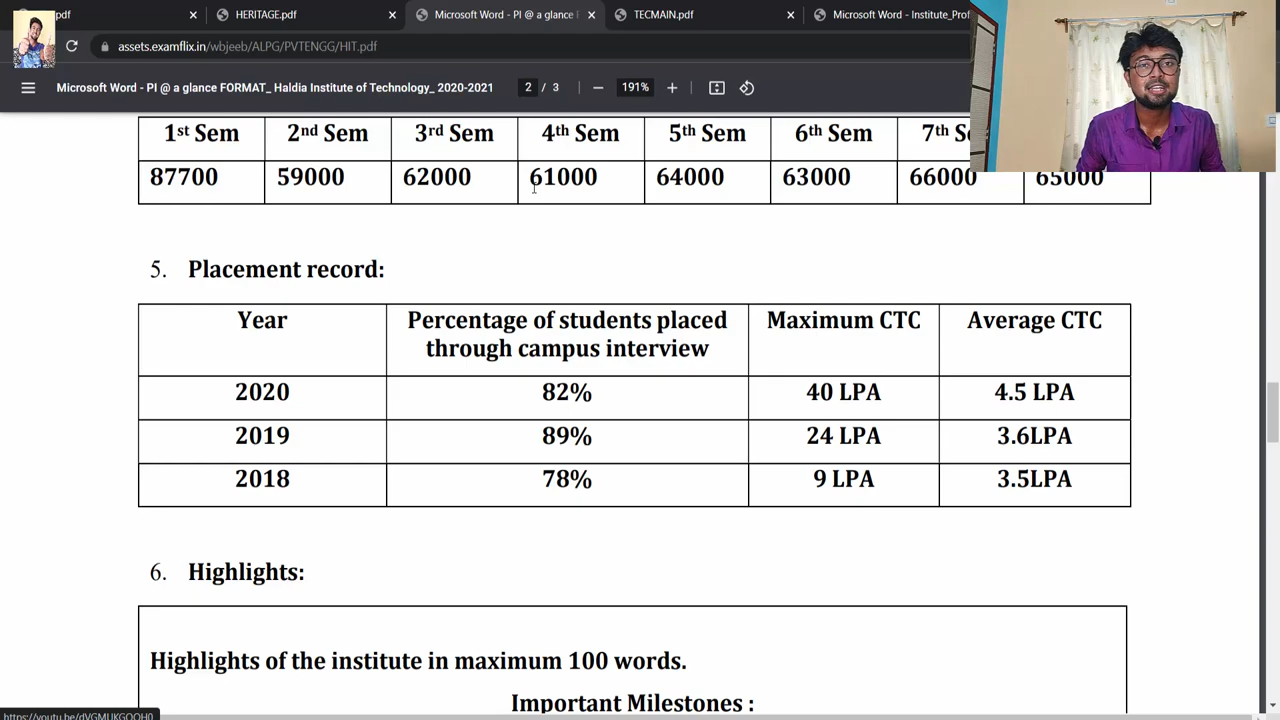 .pdf
HERITAGE.pdf
Microsoft Word - PI @ a glance
TECMAIN.pdf
Microsoft Word - Institute_Prof
assets.examflix.in/wbjeeb/ALPG/PVTENGG/HIT.pdf
Microsoft Word - PI @ a glance FORMAT_ Haldia Institute of Technology_ 2020-2021
2 / 3
191%
1st Sem 2nd Sem 3rd Sem 4th Sem 5th Sem 6th Sem 7th
87700 59000 62000 61000 64000 63000 66000 65000
5. Placement record:
Year Percentage of students placed through campus interview Maximum CTC Average CTC
2020 82% 40 LPA 4.5 LPA
2019 89% 24 LPA 3.6LPA
2018 78% 9 LPA 3.5LPA
6. Highlights:
Highlights of the institute in maximum 100 words.
Important Milestones :